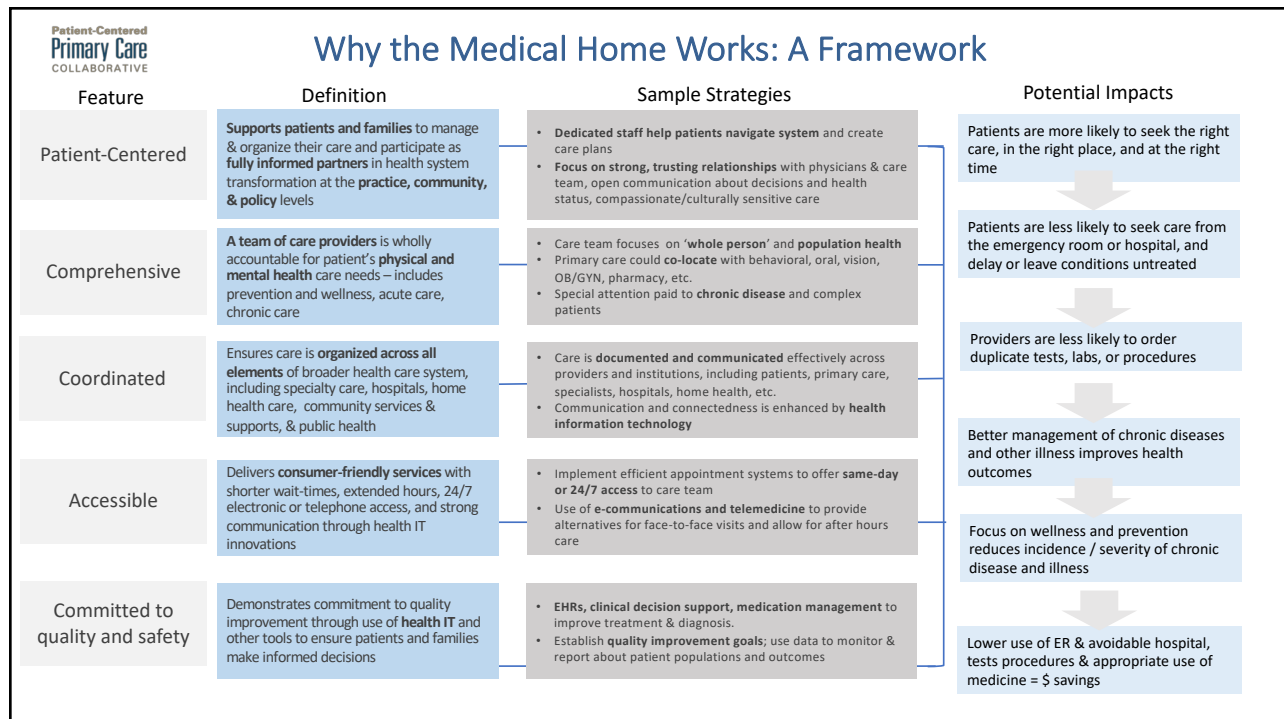 Patient-Centered
Primary Care
COLLABORATIVE
Why the Medical Home Works: A Framework
Feature
Definition
Sample Strategies
Potential Impacts
Patient-Centered
Supports patients and families to manage
& organize their care and participate as
fully informed partners in health system
transformation at the practice, community,
& policy levels
• Dedicated staff help patients navigate system and create
care plans
• Focus on strong, trusting relationships with physicians & care
team, open communication about decisions and health
status, compassionate/culturally sensitive care
Comprehensive
A team of care providers is wholly
accountable for patient's physical and
mental health care needs – includes
prevention and wellness, acute care,
chronic care
• Care team focuses on 'whole person' and population health
• Primary care could co-locate with behavioral, oral, vision,
OB/GYN, pharmacy, etc.
• Special attention paid to chronic disease and complex
patients
Coordinated
Ensures care is organized across all
elements of broader health care system,
including specialty care, hospitals, home
health care, community services &
supports, & public health
• Care is documented and communicated effectively across
providers and institutions, including patients, primary care,
specialists, hospitals, home health, etc.
• Communication and connectedness is enhanced by health
information technology
Accessible
Delivers consumer-friendly services with
shorter wait-times, extended hours, 24/7
electronic or telephone access, and strong
communication through health IT
innovations
• Implement efficient appointment systems to offer same-day
or 24/7 access to care team
• Use of e-communications and telemedicine to provide
alternatives for face-to-face visits and allow for after hours
care
Committed to
quality and safety
Demonstrates commitment to quality
improvement through use of health IT and
other tools to ensure patients and families
make informed decisions
• EHRs, clinical decision support, medication management to
improve treatment & diagnosis.
• Establish quality improvement goals; use data to monitor &
report about patient populations and outcomes
Patients are more likely to seek the right
care, in the right place, and at the right
time
Patients are less likely to seek care from
the emergency room or hospital, and
delay or leave conditions untreated
Providers are less likely to order
duplicate tests, labs, or procedures
Better management of chronic diseases
and other illness improves health
outcomes
Focus on wellness and prevention
reduces incidence / severity of chronic
disease and illness
Lower use of ER & avoidable hospital,
tests procedures & appropriate use of
medicine = $ savings